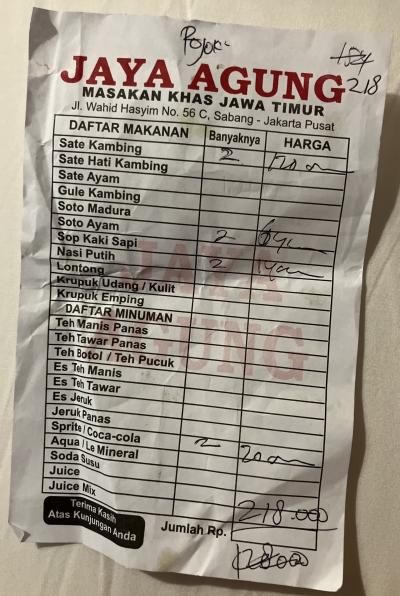 Pojok
154
218
JAYA AGUNG
MASAKAN KHAS JAWA TIMUR
Jl. Wahid Hasyim No. 56 C, Sabang - Jakarta Pusat
DAFTAR MAKANAN Banyaknya HARGA
Sate Kambing 2
Sate Hati Kambing
Sate Ayam
Gule Kambing
Soto Madura
Soto Ayam
Sop Kaki Sapi 2
Nasi Putih 2
Lontong
Krupuk Udang / Kulit
Krupuk Emping
DAFTAR MINUMAN
Teh Manis Panas
Teh Tawar Panas
Teh Botol / Teh Pucuk
Es Teh Manis
Es Teh Tawar
Es Jeruk
Jeruk Panas
Sprite / Coca-cola
Aqua / Le Mineral 2
Soda Susu
Juice
Juice Mix
218.000
Terima Kasih
Atas Kunjungan Anda
Jumlah Rp.
JAYA
AGUNG